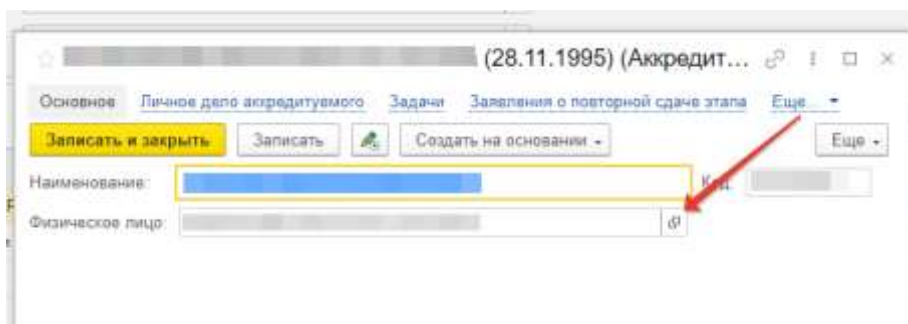 (28.11.1995) (Аккредит...
Основное Личное дело аккредитуемого Задачи Заявления о повторной сдаче этапа Еще...
Записать и закрыть Записать Создать на основании Еще
Наименование: Код:
Физическое лицо: